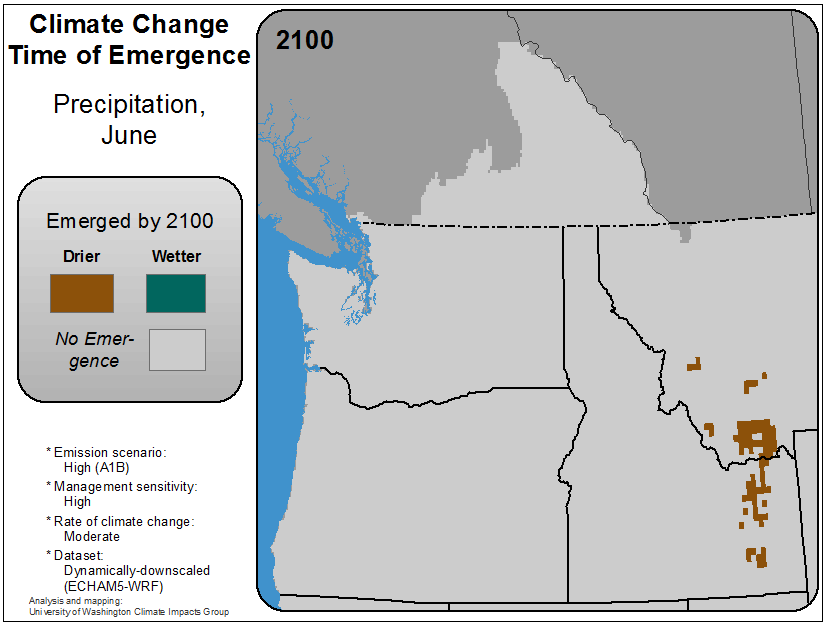 Climate Change
Time of Emergence
Precipitation,
June
2100
Emerged by 2100
Drier Wetter
No Emer-
gence
* Emission scenario:
High (A1B)
* Management sensitivity:
High
* Rate of climate change:
Moderate
* Dataset:
Dynamically-downscaled
(ECHAM5-WRF)
Analysis and mapping:
University of Washington Climate Impacts Group